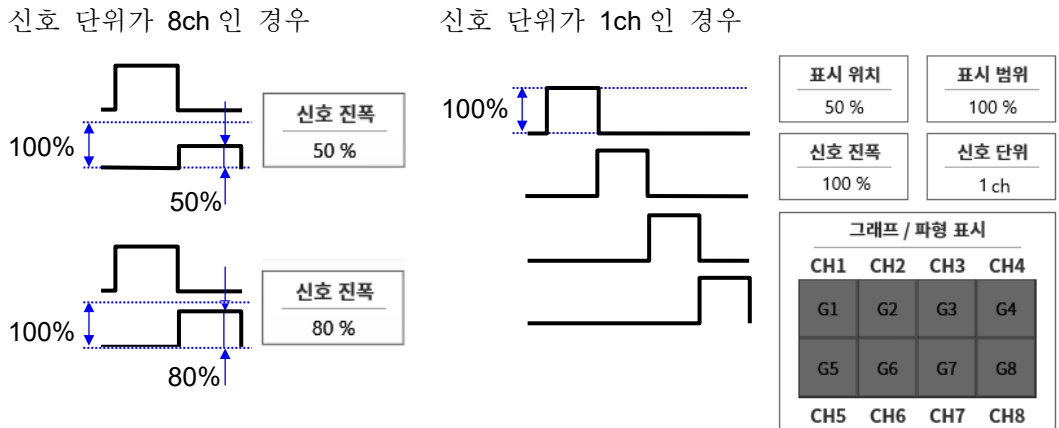 신호 단위가 8ch 인 경우
100%
50%
신호 진폭
50 %
100%
80%
신호 진폭
80 %
신호 단위가 1ch 인 경우
100%
표시 위치
50 %
표시 범위
100 %
신호 진폭
100 %
신호 단위
1 ch
그래프 / 파형 표시
CH1 CH2 CH3 CH4
G1 G2 G3 G4
G5 G6 G7 G8
CH5 CH6 CH7 CH8